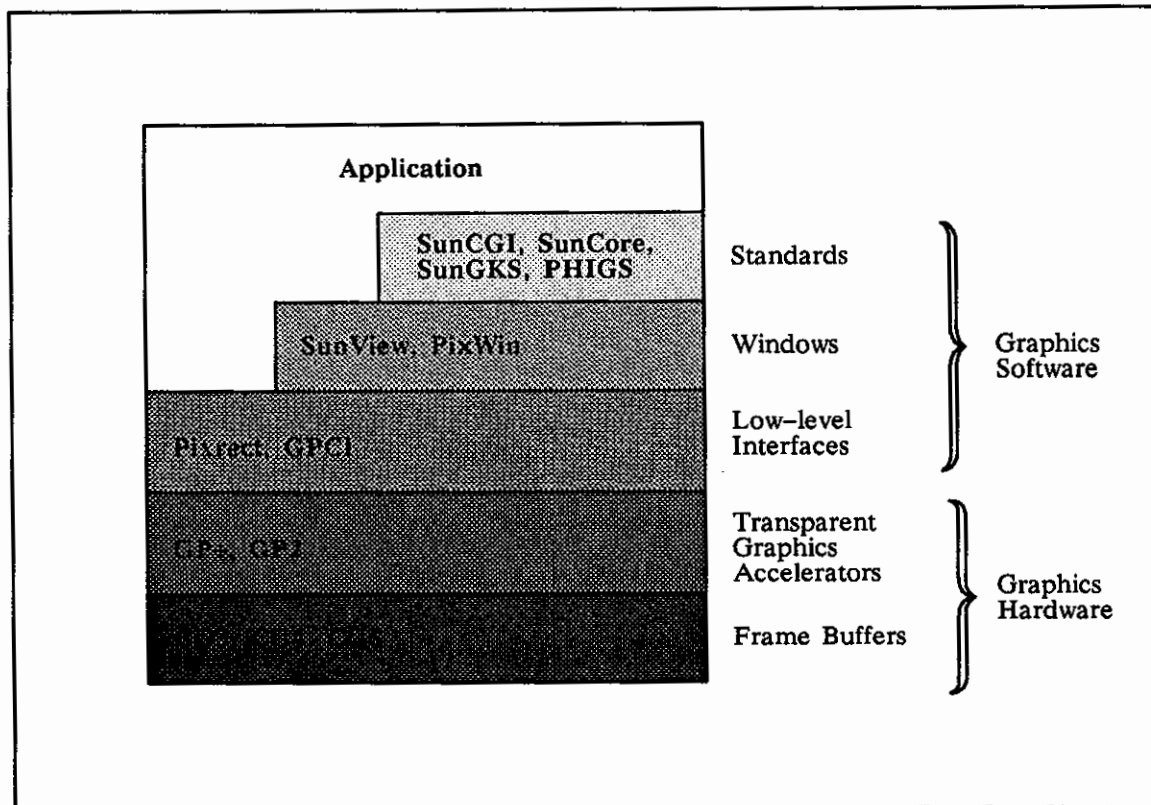 Application
SunCGI, SunCore,
SunGKS, PHIGS
Standards
SunView, PixWin
Windows
Graphics
Software
Pixrect, GPCI
Low-level
Interfaces
GP+, GP2
Transparent
Graphics
Accelerators
Graphics
Hardware
Frame Buffers